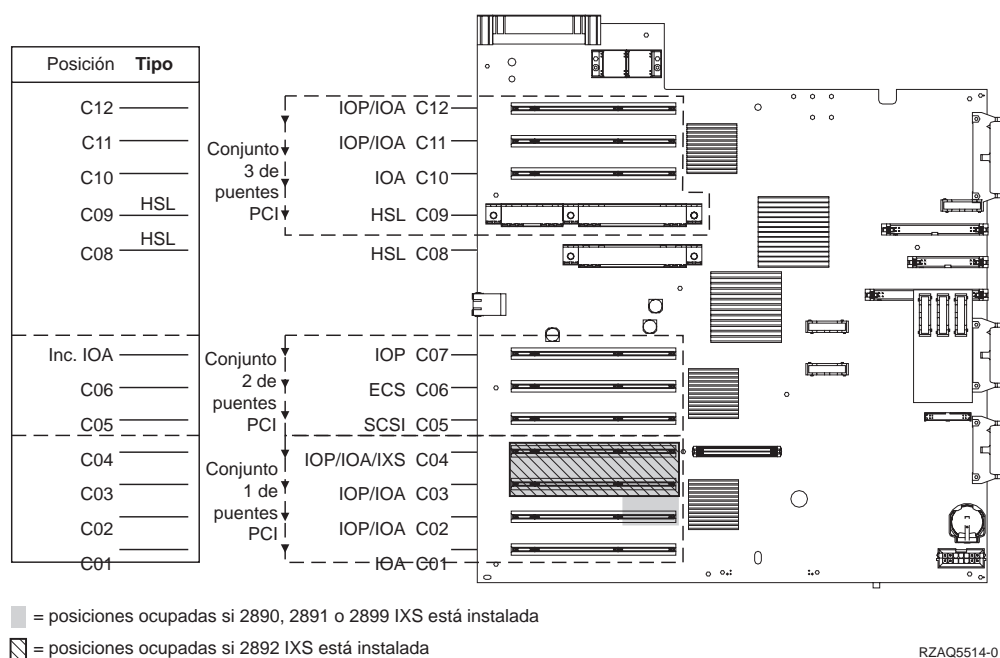 Posición Tipo
C12
C11
C10
C09 HSL
C08 HSL
Inc. IOA
C06
C05
C04
C03
C02
C01
Conjunto
3 de
puentes
PCI
IOP/IOA C12
IOP/IOA C11
IOA C10
HSL C09
HSL C08
Conjunto
2 de
puentes
PCI
IOP C07
ECS C06
SCSI C05
Conjunto
1 de
puentes
PCI
IOP/IOA/IXS C04
IOP/IOA C03
IOP/IOA C02
IOA C01
= posiciones ocupadas si 2890, 2891 o 2899 IXS está instalada
= posiciones ocupadas si 2892 IXS está instalada
RZAQ5514-0